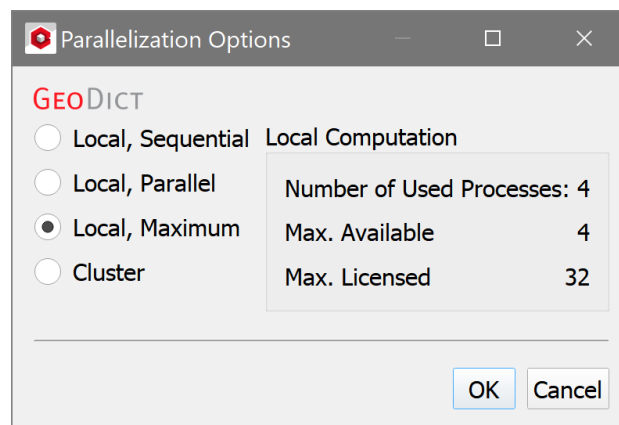 Parallelization Options
GEODICT
Local, Sequential
Local, Parallel
Local, Maximum
Cluster
Local Computation
Number of Used Processes: 4
Max. Available 4
Max. Licensed 32
OK Cancel